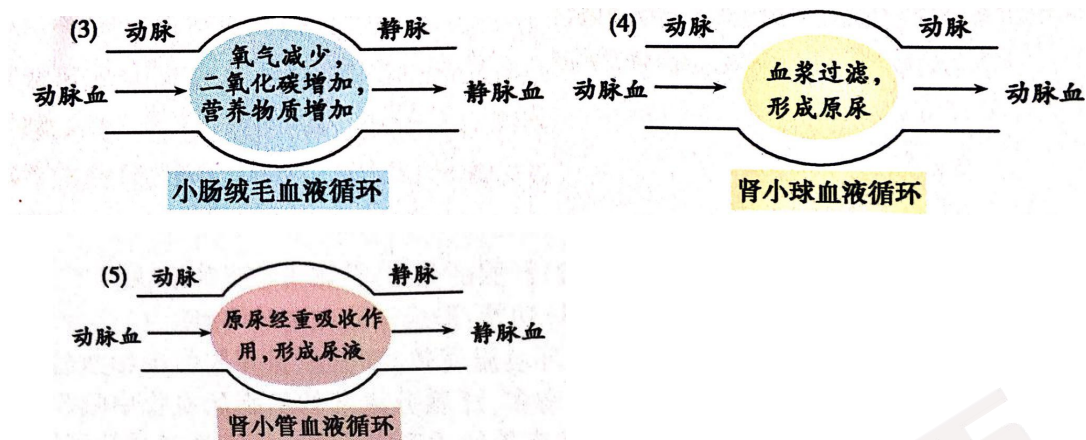 (3) 动脉 静脉
氧气减少，
二氧化碳增加，
营养物质增加
动脉血 静脉血
小肠绒毛血液循环
(4) 动脉 动脉
血浆过滤，
形成原尿
动脉血 动脉血
肾小球血液循环
(5) 动脉 静脉
原尿经重吸收作
用，形成尿液
动脉血 静脉血
肾小管血液循环